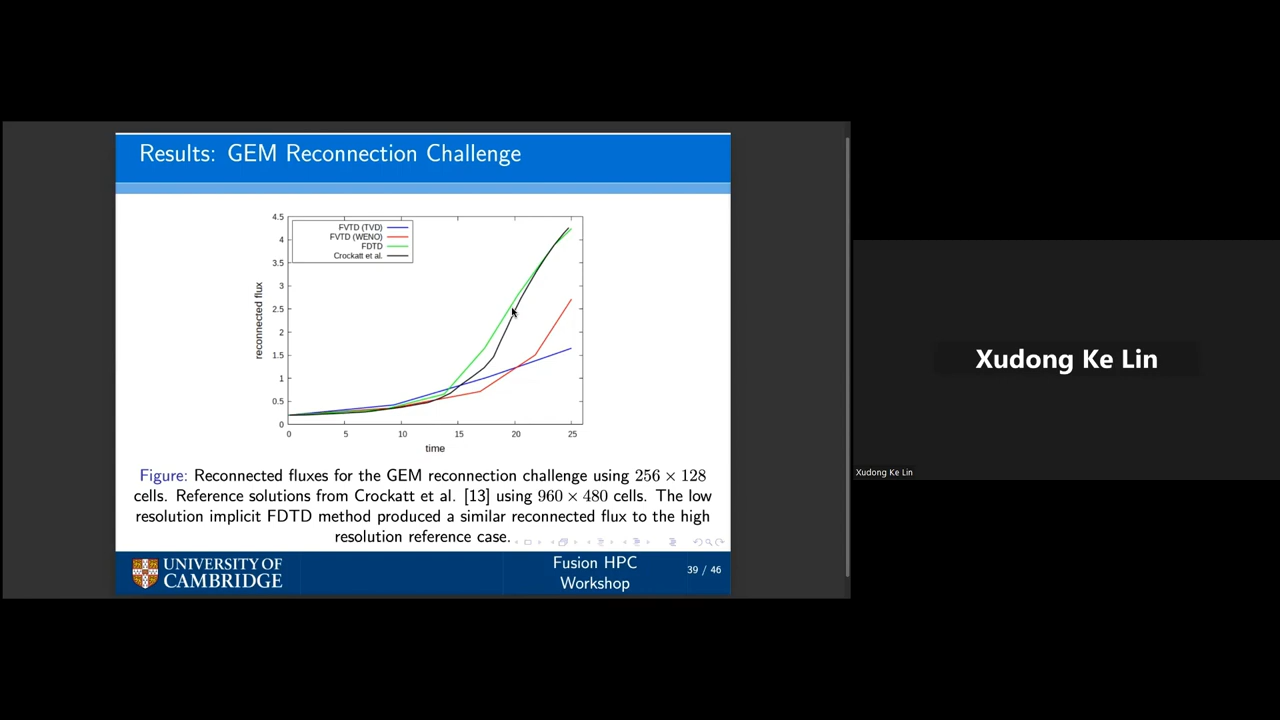 Results: GEM Reconnection Challenge
4.5
4
3.5
3
2.5
2
1.5
1
0.5
0
reconnected flux
FVTD (TVD)
FVTD (WENO)
FDTD
Crockatt et al.
0 5 10 15 20 25
time
Figure: Reconnected fluxes for the GEM reconnection challenge using 256 × 128
cells. Reference solutions from Crockatt et al. [13] using 960 × 480 cells. The low
resolution implicit FDTD method produced a similar reconnected flux to the high
resolution reference case.
UNIVERSITY OF
CAMBRIDGE
Fusion HPC
Workshop
39 / 46
Xudong Ke Lin
Xudong Ke Lin